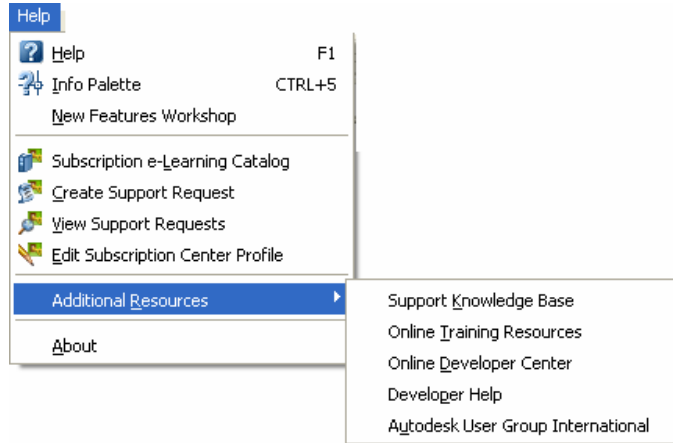 Help
Help F1
Info Palette CTRL+5
New Features Workshop
Subscription e-Learning Catalog
Create Support Request
View Support Requests
Edit Subscription Center Profile
Additional Resources
About
Support Knowledge Base
Online Training Resources
Online Developer Center
Developer Help
Autodesk User Group International